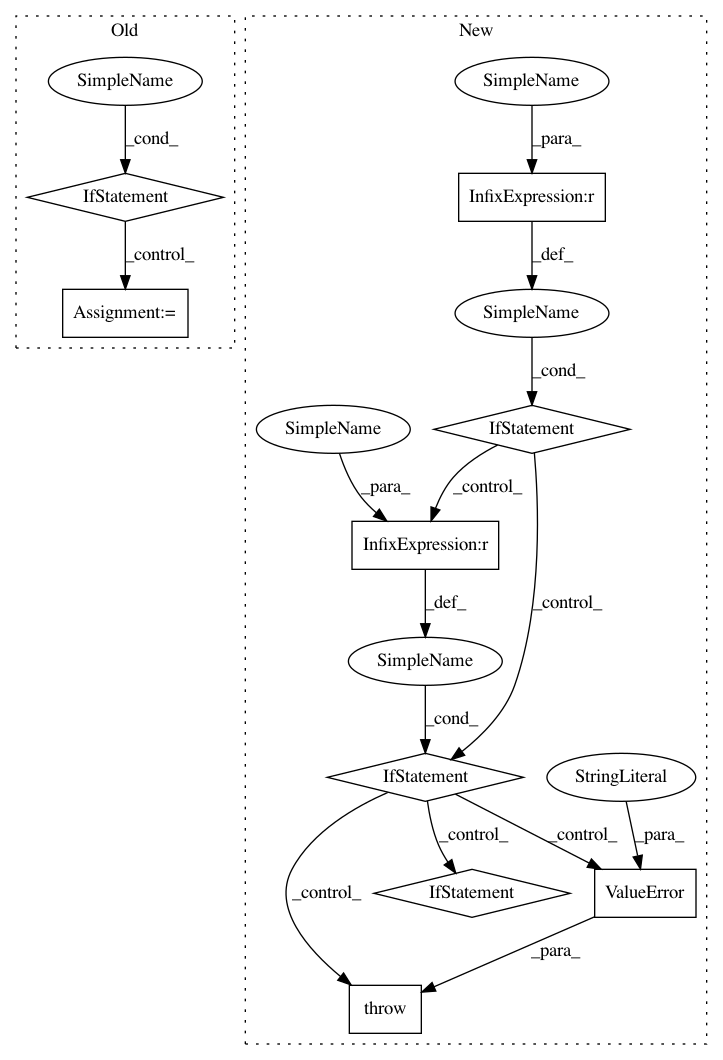 Old
New
SimpleName
SimpleName
_cond_
_para_
IfStatement
InfixExpression:r
_control_
_def_
Assignment:=
SimpleName
_cond_
SimpleName
IfStatement
_para_
_control_
InfixExpression:r
_def_
_control_
SimpleName
_cond_
IfStatement
StringLiteral
_control_
_control_
_para_
_control_
IfStatement
ValueError
_para_
throw